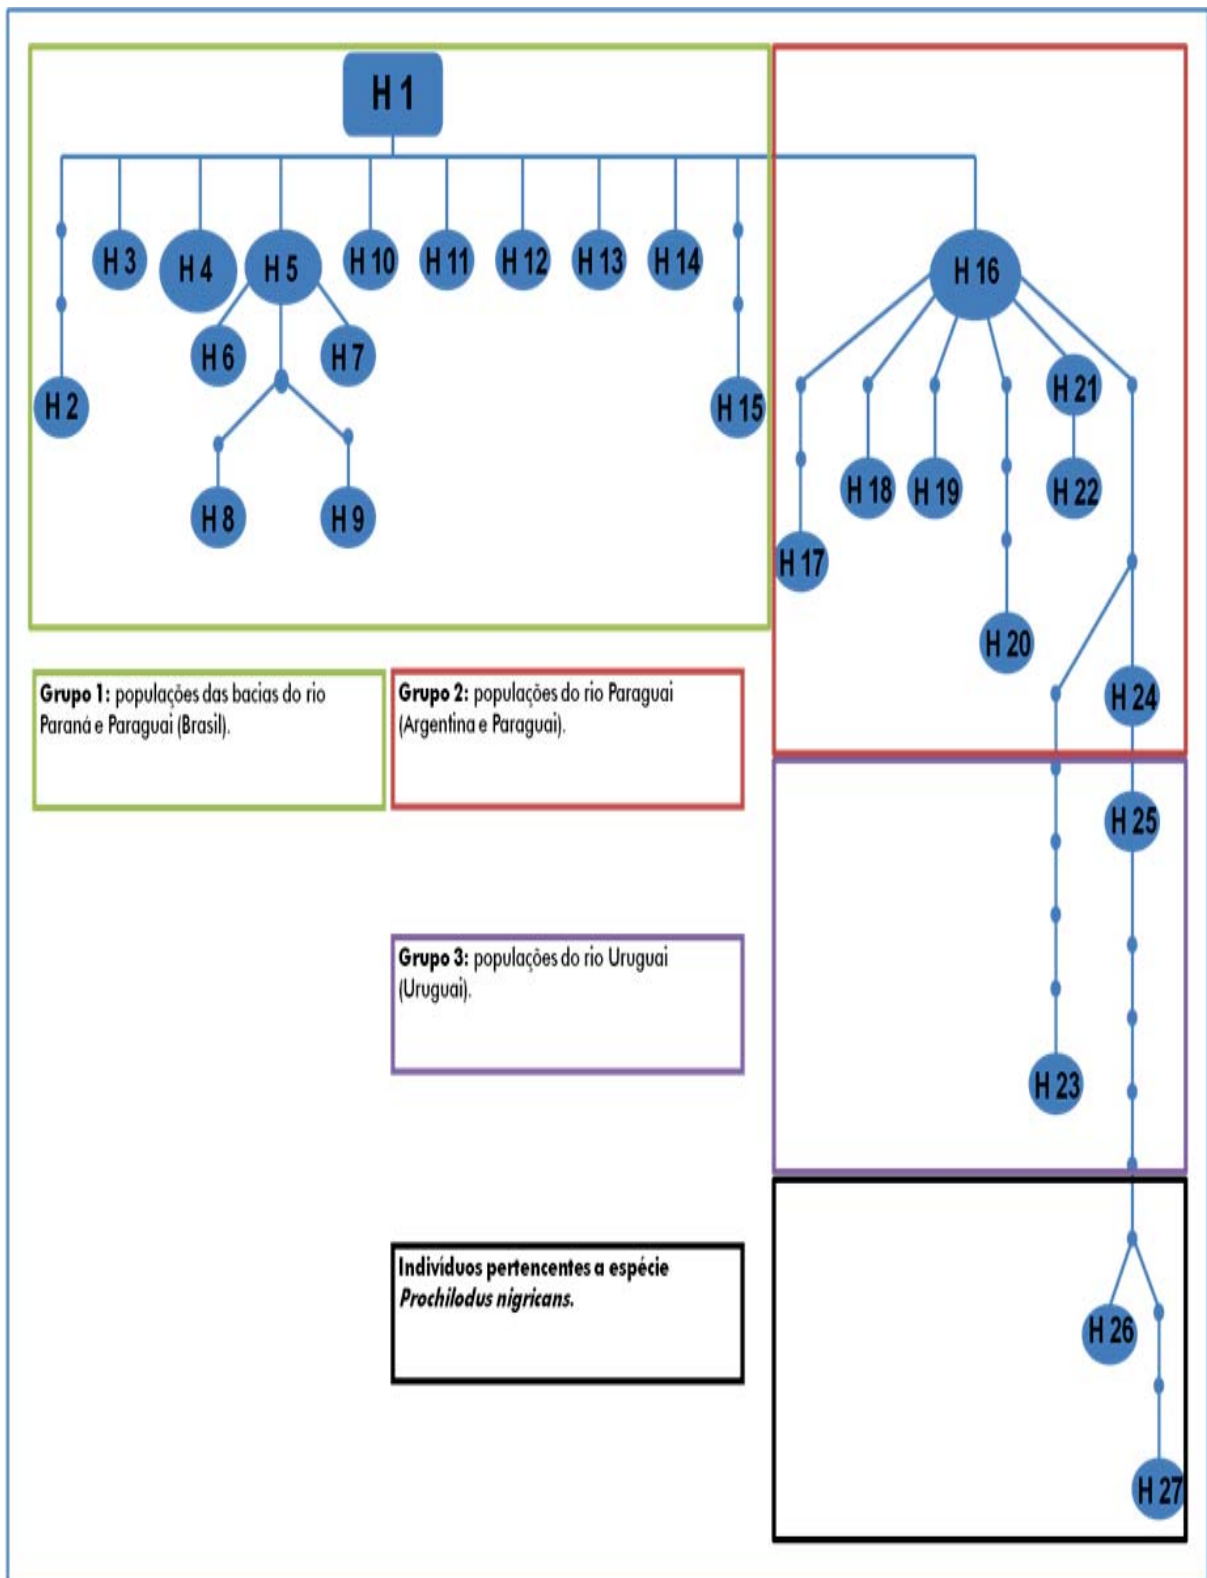 H 1
H 3
H 4
H 5
H 10
H 11
H 12
H 13
H 14
H 16
H 6
H 7
H 2
H 15
H 21
H 8
H 9
H 18
H 19
H 22
H 17
H 20
H 24
Grupo 1: populações das bacias do rio
Paraná e Paraguai (Brasil).
Grupo 2: populações do rio Paraguai
(Argentina e Paraguai).
H 25
Grupo 3: populações do rio Uruguai
(Uruguai).
H 23
Indivíduos pertencentes a espécie
Prochilodus nigricans.
H 26
H 27